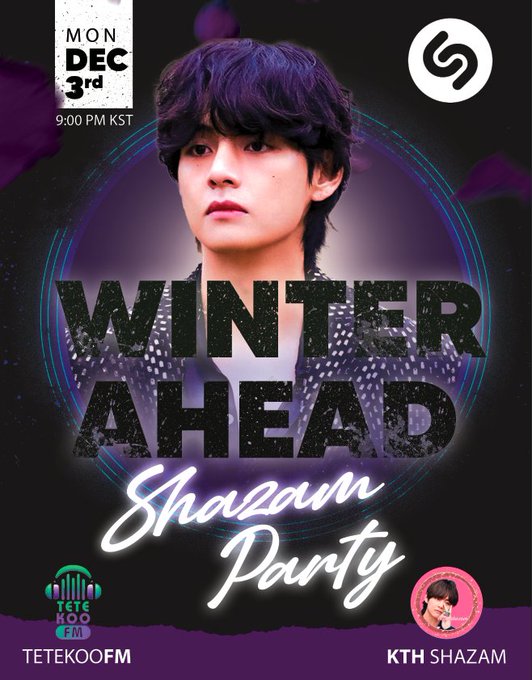 MON
DEC
3rd
9:00 PM KST
WINTER
AHEAD
Shazam
Party
TETE
KOO
FM
TETEKOOFM
KTH SHAZAM